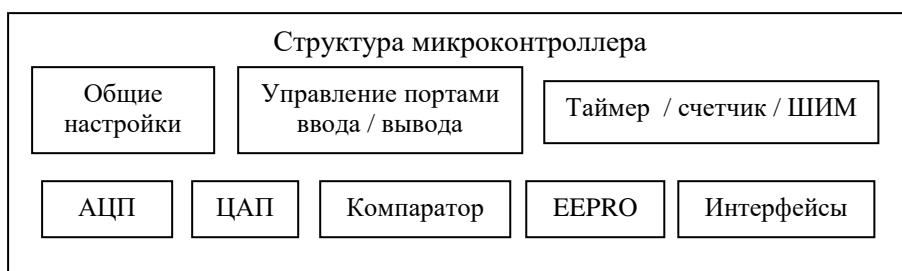 Структура микроконтроллера
Общие
настройки
Управление портами
ввода / вывода
Таймер / счетчик / ШИМ
АЦП
ЦАП
Компаратор
EEPRO
Интерфейсы